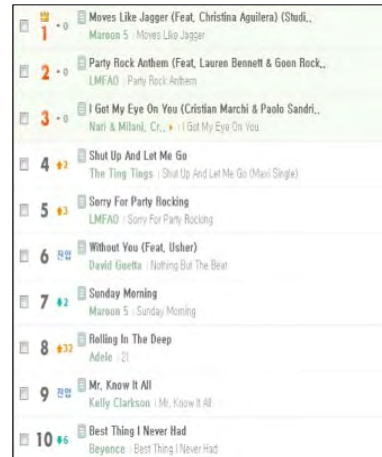 1 - 0 Moves Like Jagger (Feat, Christina Aguilera) (Studi..
Maroon 5 | Moves Like Jagger
2 - 0 Party Rock Anthem (Feat, Lauren Bennett & Goon Rock..
LMFAO | Party Rock Anthem
3 - 0 I Got My Eye On You (Cristian Marchi & Paolo Sandri..
Nari & Milani, Cr.. ▸ | I Got My Eye On You
4 2 Shut Up And Let Me Go
The Ting Tings | Shut Up And Let Me Go (Maxi Single)
5 3 Sorry For Party Rocking
LMFAO | Sorry For Party Rocking
6 진입 Without You (Feat, Usher)
David Guetta | Nothing But The Beat
7 2 Sunday Morning
Maroon 5 | Sunday Morning
8 32 Rolling In The Deep
Adele | 21
9 진입 Mr, Know It All
Kelly Clarkson | Mr, Know It All
10 6 Best Thing I Never Had
Beyonce | Best Thing I Never Had